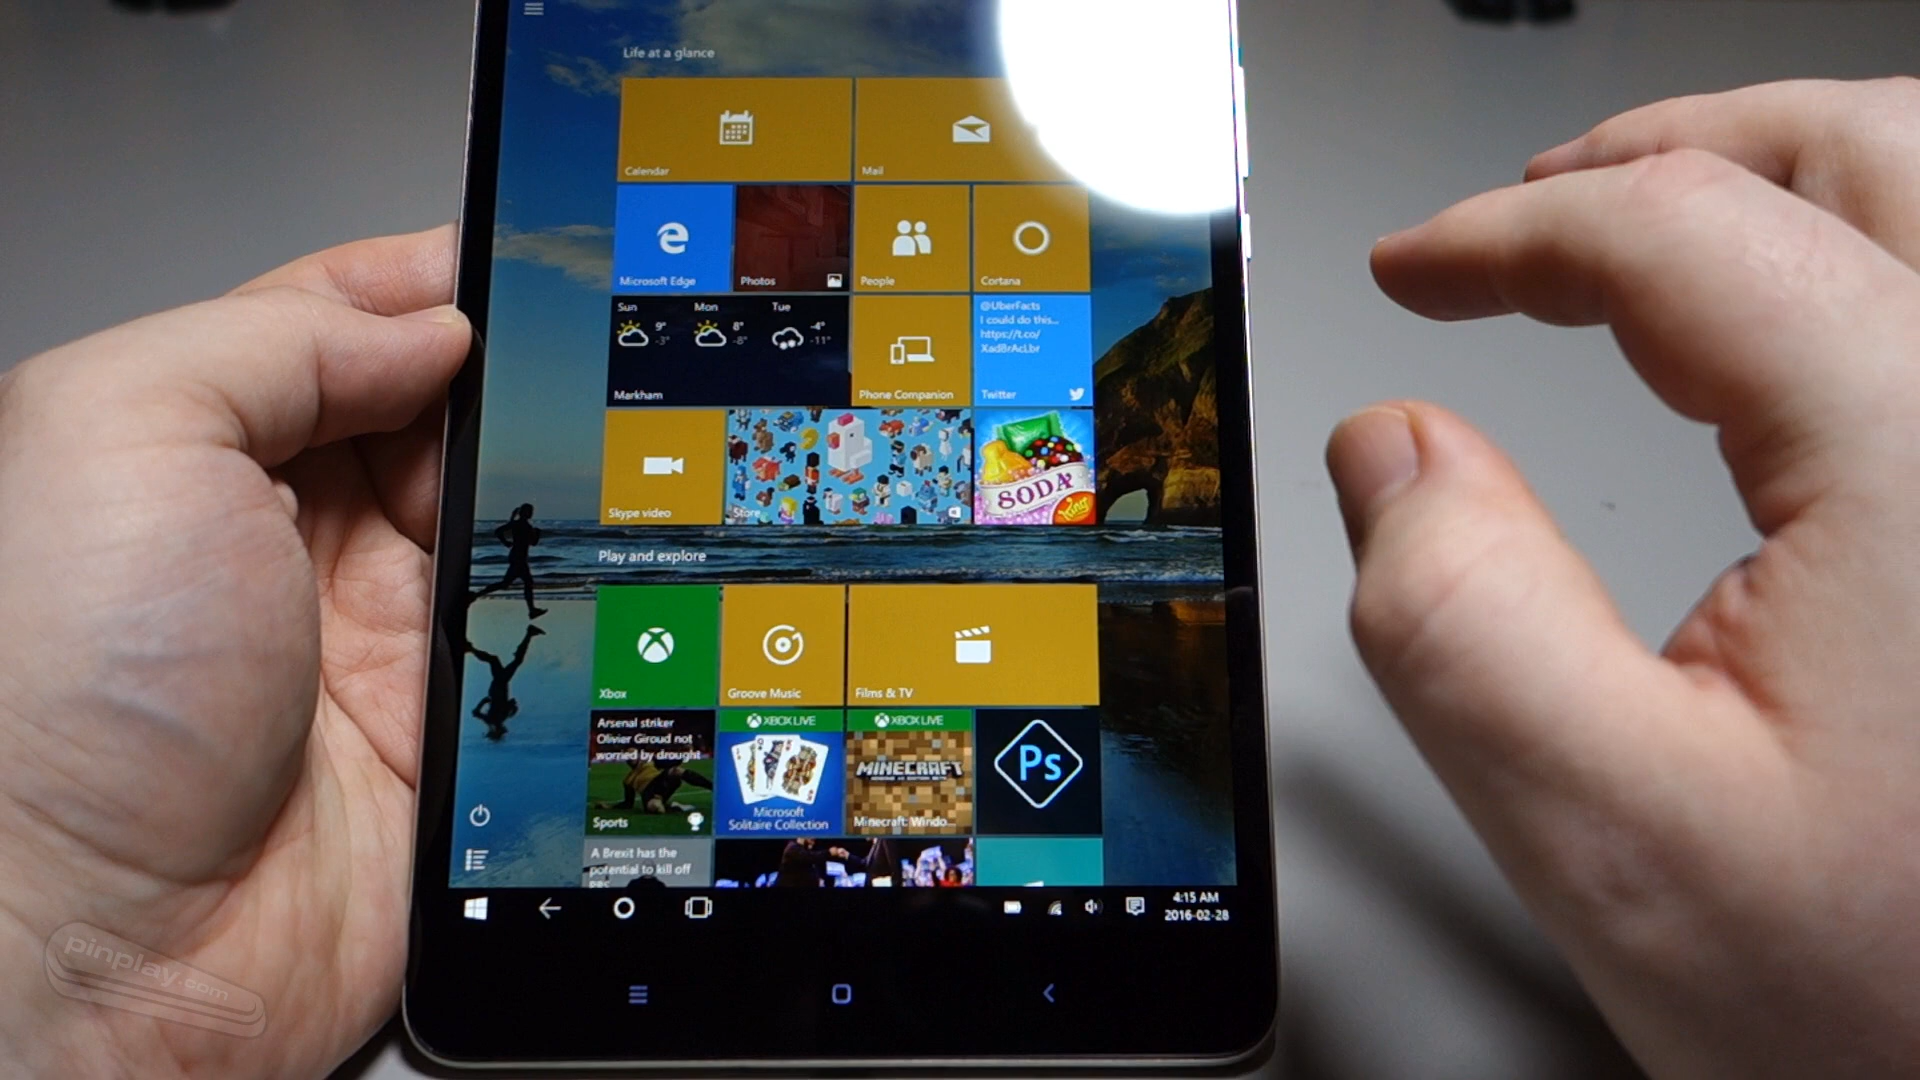 Life at a glance
Calendar
Mail
Microsoft Edge
Photos
People
Cortana
Sun Mon Tue
9° 8° -4°
-3° -8° -11°
Markham
Phone Companion
@UberFacts
I could do this...
https://t.co/
XadBrAcLbr
Twitter
Skype video
Store
SODA
King
Play and explore
Xbox
Groove Music
Films & TV
Arsenal striker
Olivier Giroud not
worried by drought
Sports
XBOX LIVE
Microsoft
Solitaire Collection
XBOX LIVE
MINECRAFT
Minecraft: Windo...
Ps
A Brexit has the
potential to kill off
4:15 AM
2016-02-28
pinplay.com